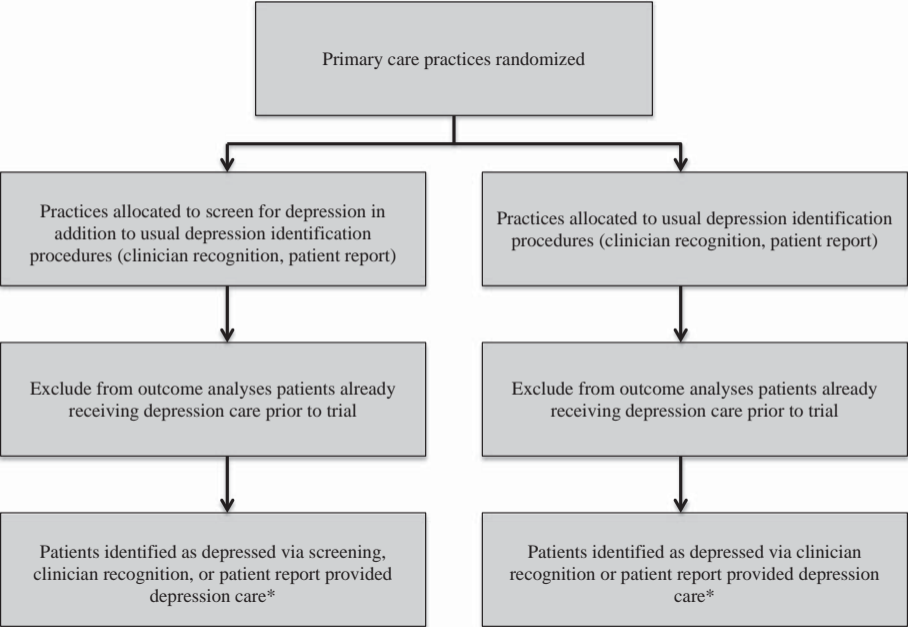 Primary care practices randomized
Practices allocated to screen for depression in
addition to usual depression identification
procedures (clinician recognition, patient report)
Practices allocated to usual depression identification
procedures (clinician recognition, patient report)
Exclude from outcome analyses patients already
receiving depression care prior to trial
Exclude from outcome analyses patients already
receiving depression care prior to trial
Patients identified as depressed via screening,
clinician recognition, or patient report provided
depression care*
Patients identified as depressed via clinician
recognition or patient report provided depression
care*